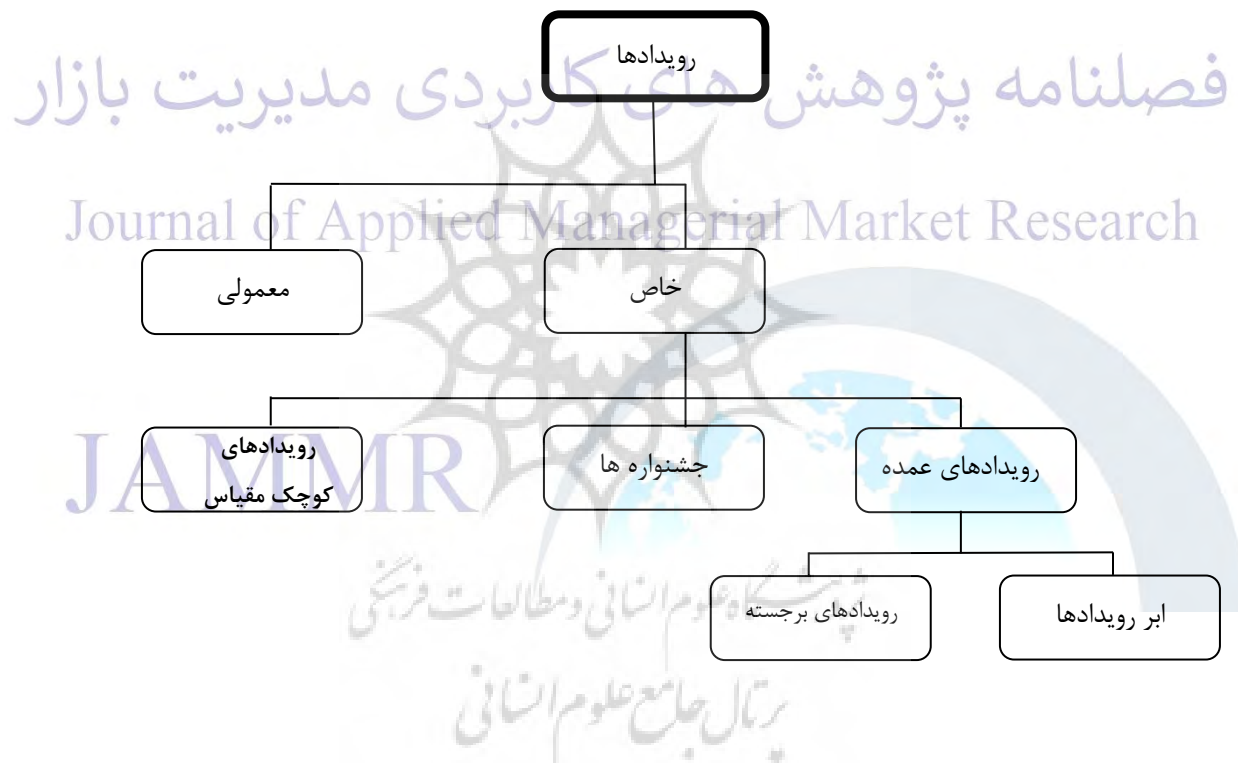 رویدادها
فصلنامه پژوهش های کاربردی مدیریت بازار
Journal of Applied Managerial Market Research
خاص
معمولی
رویدادهای عمده
جشنواره ها
رویدادهای
کوچک مقیاس
JAMMR
ابر رویدادها
رویدادهای برجسته
پژوهشگاه علوم انسانی و مطالعات فرهنگی
پرتال جامع علوم انسانی